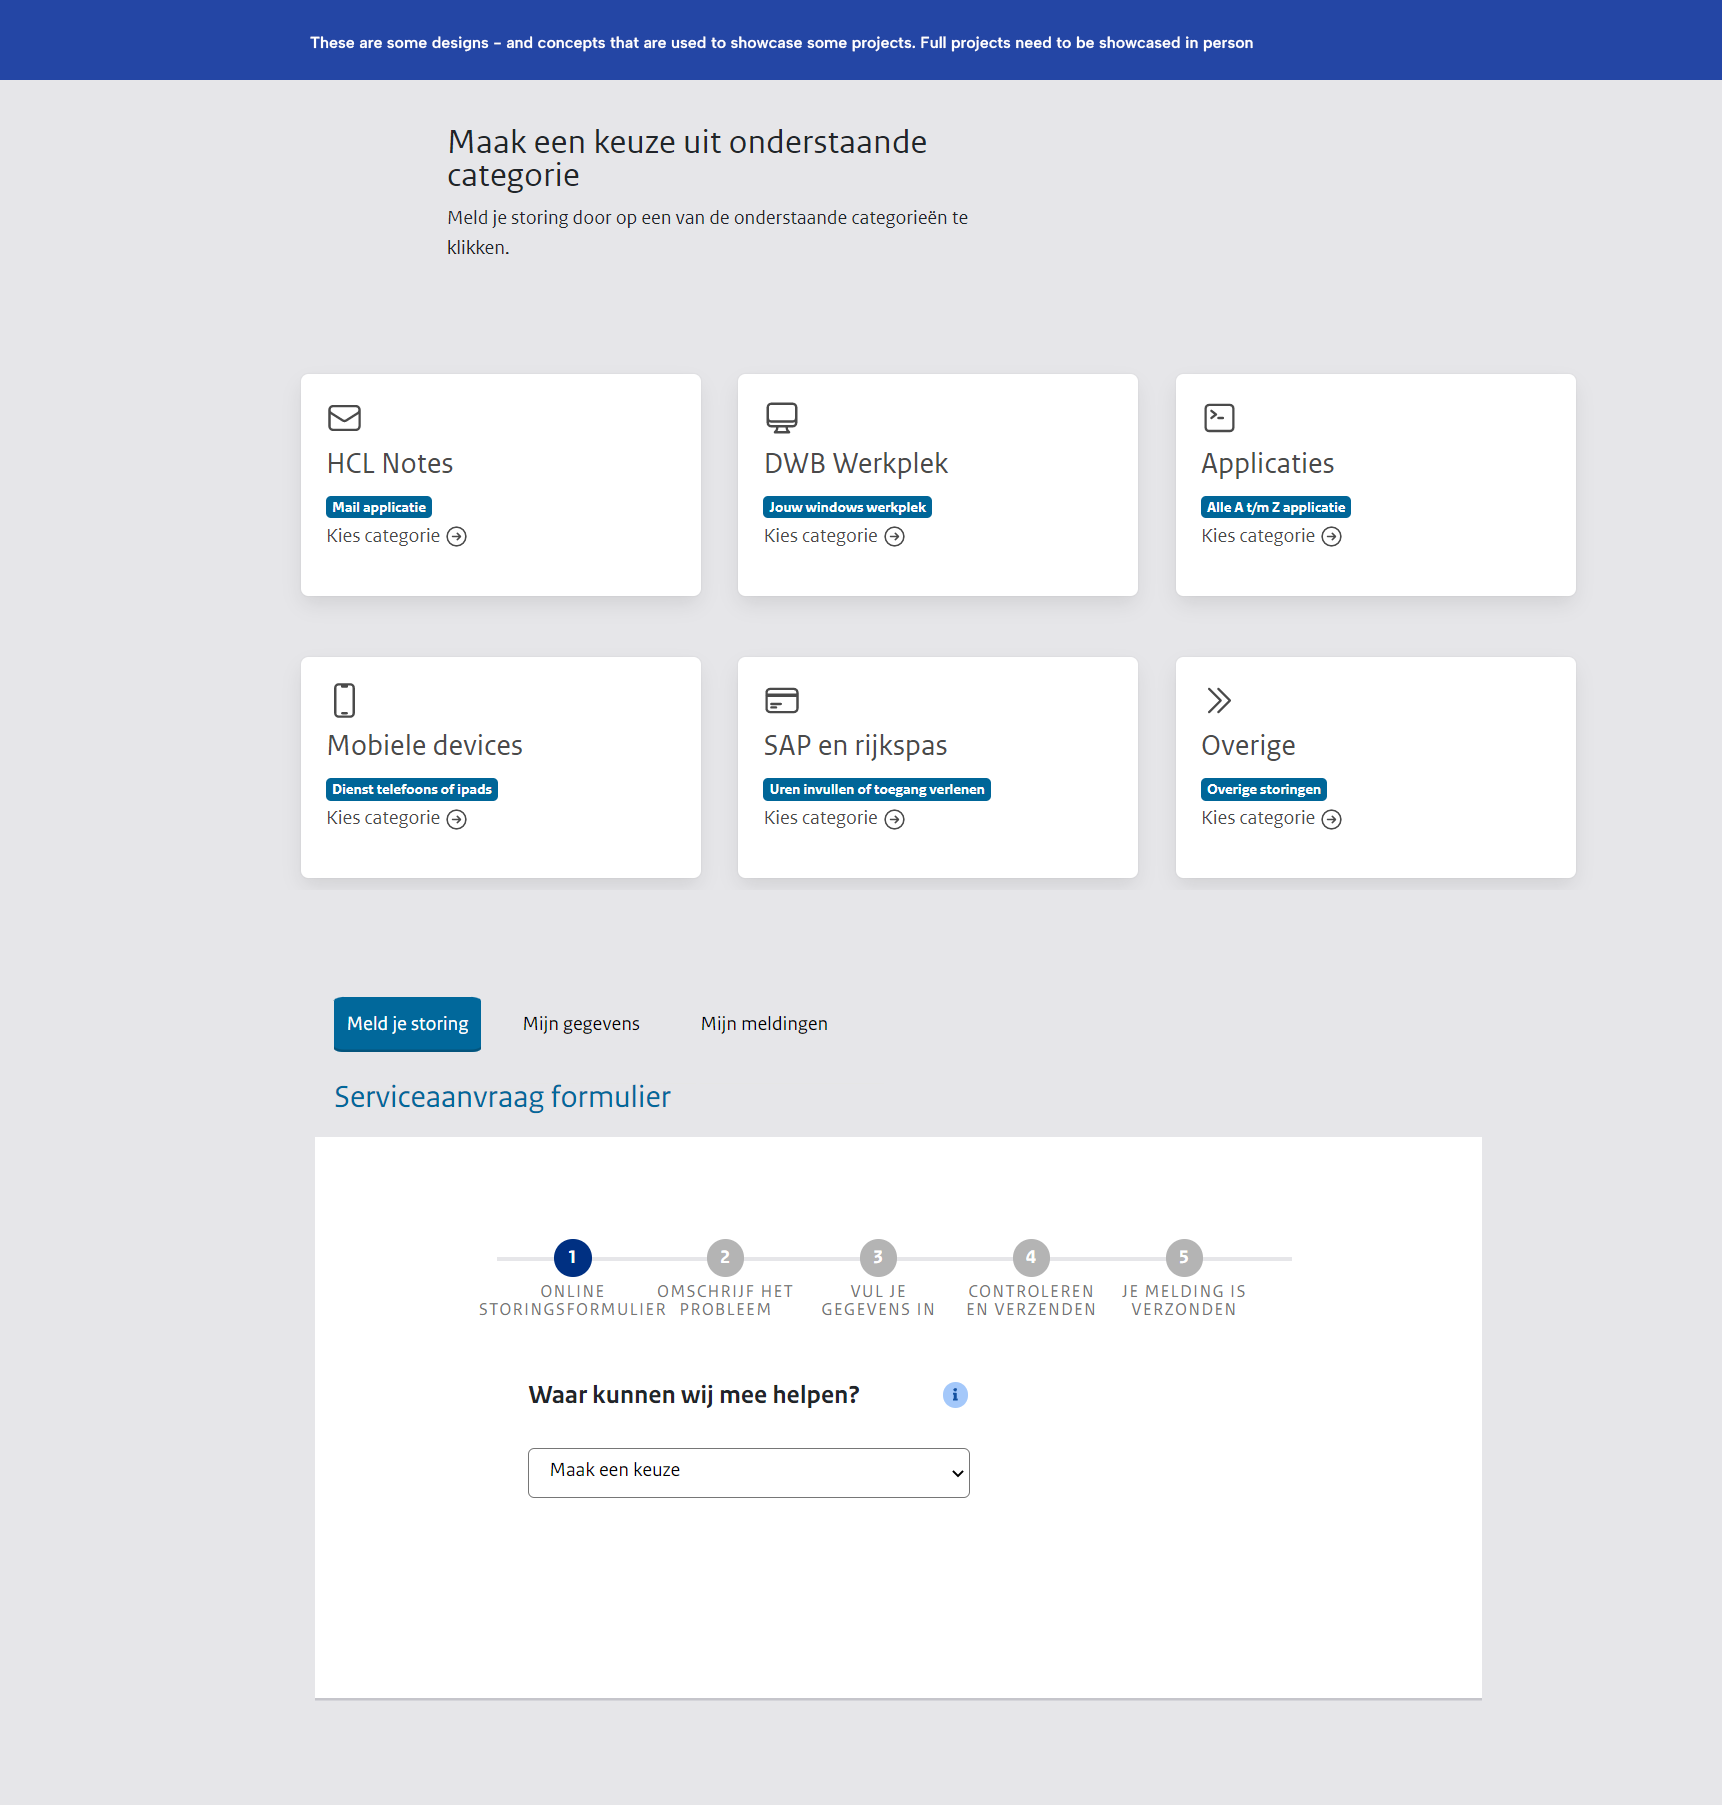 These are some designs - and concepts that are used to showcase some projects. Full projects need to be showcased in person
Maak een keuze uit onderstaande
categorie
Meld je storing door op een van de onderstaande categorieën te
klikken.
HCL Notes
Mail applicatie
Kies categorie
DWB Werkplek
Jouw windows werkplek
Kies categorie
Applicaties
Alle A t/m Z applicatie
Kies categorie
Mobiele devices
Dienst telefoons of ipads
Kies categorie
SAP en rijkspas
Uren invullen of toegang verlenen
Kies categorie
Overige
Overige storingen
Kies categorie
Meld je storing
Mijn gegevens
Mijn meldingen
Serviceaanvraag formulier
1
ONLINE
STORINGSFORMULIER
2
OMSCHRIJF HET
PROBLEEM
3
VUL JE
GEGEVENS IN
4
CONTROLEREN
EN VERZENDEN
5
JE MELDING IS
VERZONDEN
Waar kunnen wij mee helpen?
i
Maak een keuze